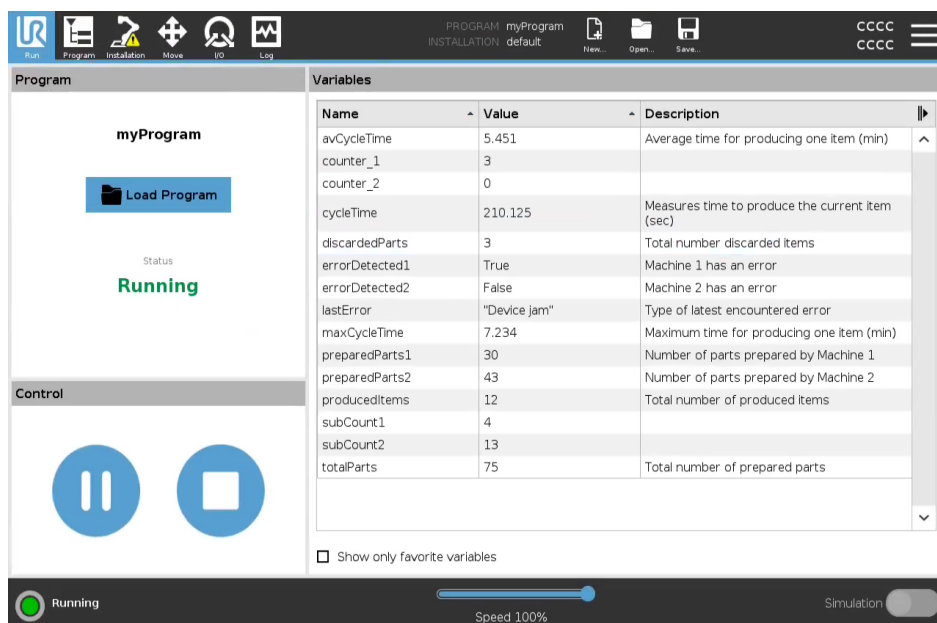 PROGRAM myProgram
INSTALLATION default
CCCC
CCCC
UR
Run
Program
Installation
Move
I/O
Log
New...
Open...
Save...
Program
myProgram
Load Program
Status
Running
Control
Variables
Name Value Description
avCycleTime 5.451 Average time for producing one item (min)
counter_1 3
counter_2 0
cycleTime 210.125 Measures time to produce the current item
(sec)
discardedParts 3 Total number discarded items
errorDetected1 True Machine 1 has an error
errorDetected2 False Machine 2 has an error
lastError "Device jam" Type of latest encountered error
maxCycleTime 7.234 Maximum time for producing one item (min)
preparedParts1 30 Number of parts prepared by Machine 1
preparedParts2 43 Number of parts prepared by Machine 2
producedItems 12 Total number of produced items
subCount1 4
subCount2 13
totalParts 75 Total number of prepared parts
Show only favorite variables
Running
Speed 100%
Simulation